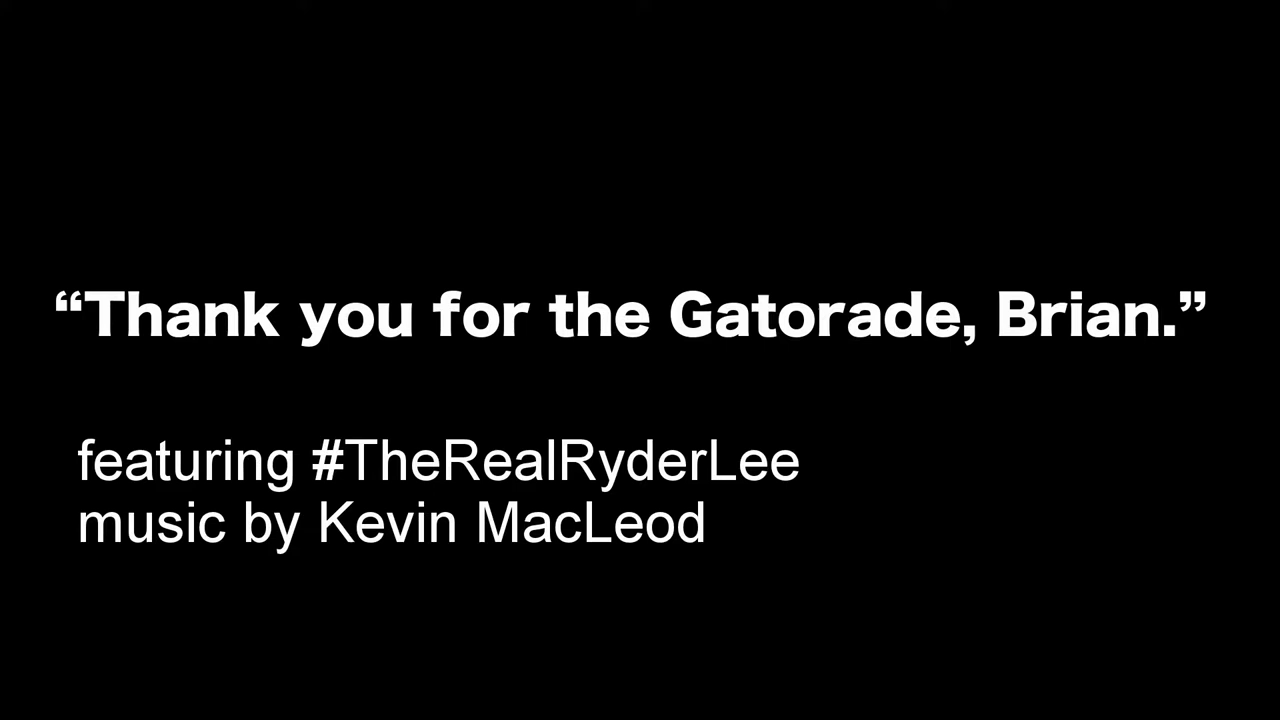 “Thank you for the Gatorade, Brian.”
featuring #TheRealRyderLee
music by Kevin MacLeod